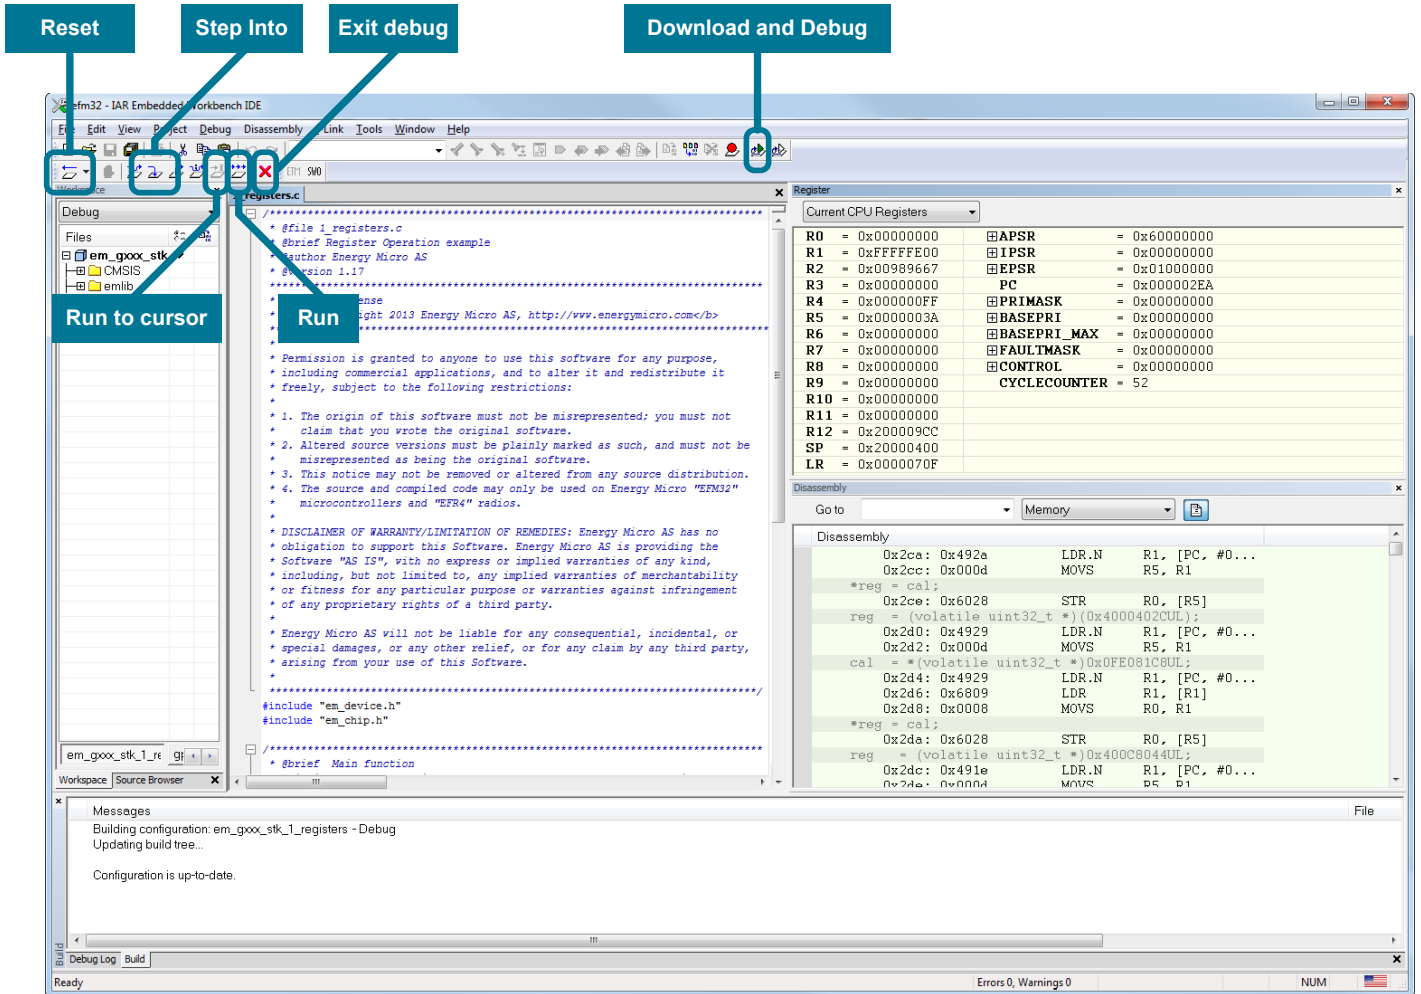 Reset
Step Into
Exit debug
Download and Debug
efm32 - IAR Embedded Workbench IDE
File Edit View Project Debug Disassembly Link Tools Window Help
ETM SWO
Workspace
Debug
Files
em_gxxx_stk
CMSIS
emlib
Run to cursor
Run
_registers.c
/******************************************************************************
* @file 1_registers.c
* @brief Register Operation example
* @author Energy Micro AS
* @version 1.17
******************************************************************************
ense
ight 2013 Energy Micro AS, http://www.energymicro.com</b>
*******************************************************************************
*
* Permission is granted to anyone to use this software for any purpose,
* including commercial applications, and to alter it and redistribute it
* freely, subject to the following restrictions:
*
* 1. The origin of this software must not be misrepresented; you must not
*    claim that you wrote the original software.
* 2. Altered source versions must be plainly marked as such, and must not be
*    misrepresented as being the original software.
* 3. This notice may not be removed or altered from any source distribution.
* 4. The source and compiled code may only be used on Energy Micro "EFM32"
*    microcontrollers and "EFR4" radios.
*
* DISCLAIMER OF WARRANTY/LIMITATION OF REMEDIES: Energy Micro AS has no
* obligation to support this Software. Energy Micro AS is providing the
* Software "AS IS", with no express or implied warranties of any kind,
* including, but not limited to, any implied warranties of merchantability
* or fitness for any particular purpose or warranties against infringement
* of any proprietary rights of a third party.
*
* Energy Micro AS will not be liable for any consequential, incidental, or
* special damages, or any other relief, or for any claim by any third party,
* arising from your use of this Software.
*
*****************************************************************************/
#include "em_device.h"
#include "em_chip.h"
/******************************************************************************
* @brief  Main function
em_gxxx_stk_1_re
Workspace Source Browser
Register
Current CPU Registers
R0 = 0x00000000 APSR = 0x60000000
R1 = 0xFFFFFE00 IPSR = 0x00000000
R2 = 0x00989667 EPSR = 0x01000000
R3 = 0x00000000 PC = 0x000002EA
R4 = 0x000000FF PRIMASK = 0x00000000
R5 = 0x0000003A BASEPRI = 0x00000000
R6 = 0x00000000 BASEPRI_MAX = 0x00000000
R7 = 0x00000000 FAULTMASK = 0x00000000
R8 = 0x00000000 CONTROL = 0x00000000
R9 = 0x00000000 CYCLECOUNTER = 52
R10 = 0x00000000
R11 = 0x00000000
R12 = 0x200009CC
SP = 0x20000400
LR = 0x0000070F
Disassembly
Go to Memory
Disassembly
0x2ca: 0x492a LDR.N R1, [PC, #0...
0x2cc: 0x000d MOVS R5, R1
*reg = cal;
0x2ce: 0x6028 STR R0, [R5]
reg = (volatile uint32_t *)(0x4000402CUL);
0x2d0: 0x4929 LDR.N R1, [PC, #0...
0x2d2: 0x000d MOVS R5, R1
cal = *(volatile uint32_t *)0x0FE081C8UL;
0x2d4: 0x4929 LDR.N R1, [PC, #0...
0x2d6: 0x6809 LDR R1, [R1]
0x2d8: 0x0008 MOVS R0, R1
*reg = cal;
0x2da: 0x6028 STR R0, [R5]
reg = (volatile uint32_t *)0x400C8044UL;
0x2dc: 0x491e LDR.N R1, [PC, #0...
0x2de: 0x000d MOVS R5, R1
Messages File
Building configuration: em_gxxx_stk_1_registers - Debug
Updating build tree...
Configuration is up-to-date.
Build
Debug Log Build
Ready Errors 0, Warnings 0 NUM